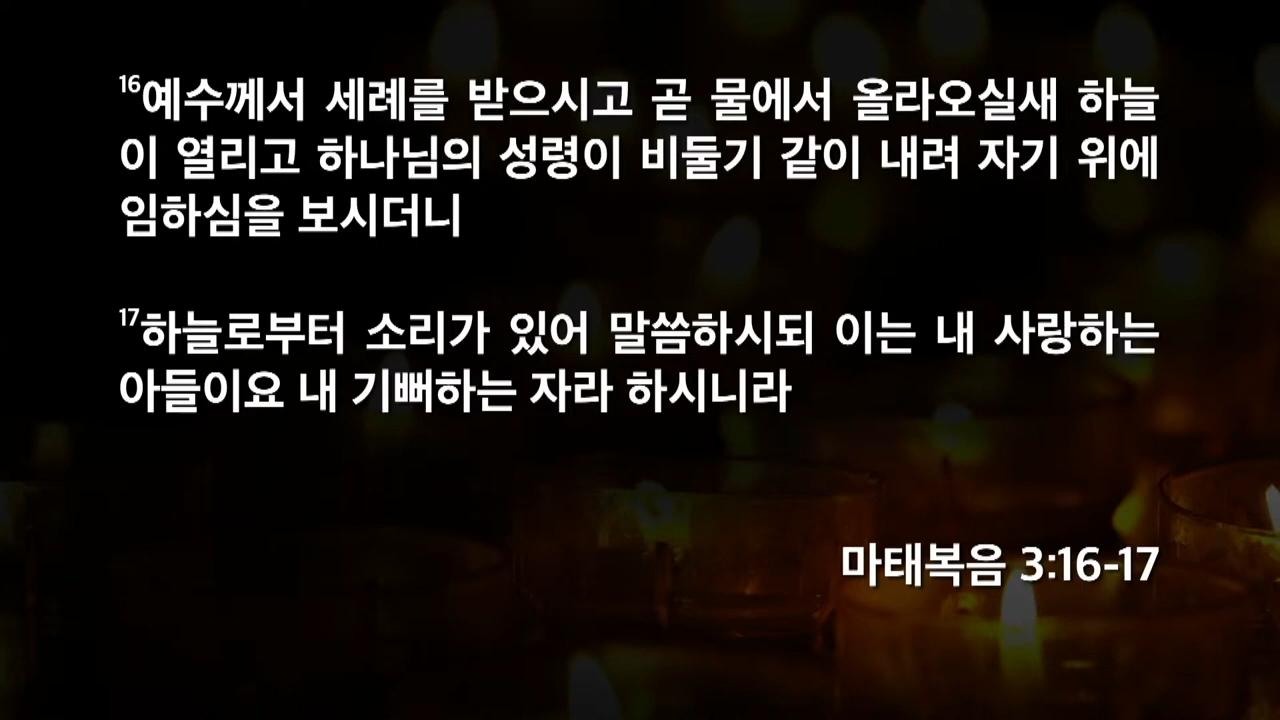 16예수께서 세례를 받으시고 곧 물에서 올라오실새 하늘
이 열리고 하나님의 성령이 비둘기 같이 내려 자기 위에
임하심을 보시더니
17하늘로부터 소리가 있어 말씀하시되 이는 내 사랑하는
아들이요 내 기뻐하는 자라 하시니라
마태복음 3:16-17